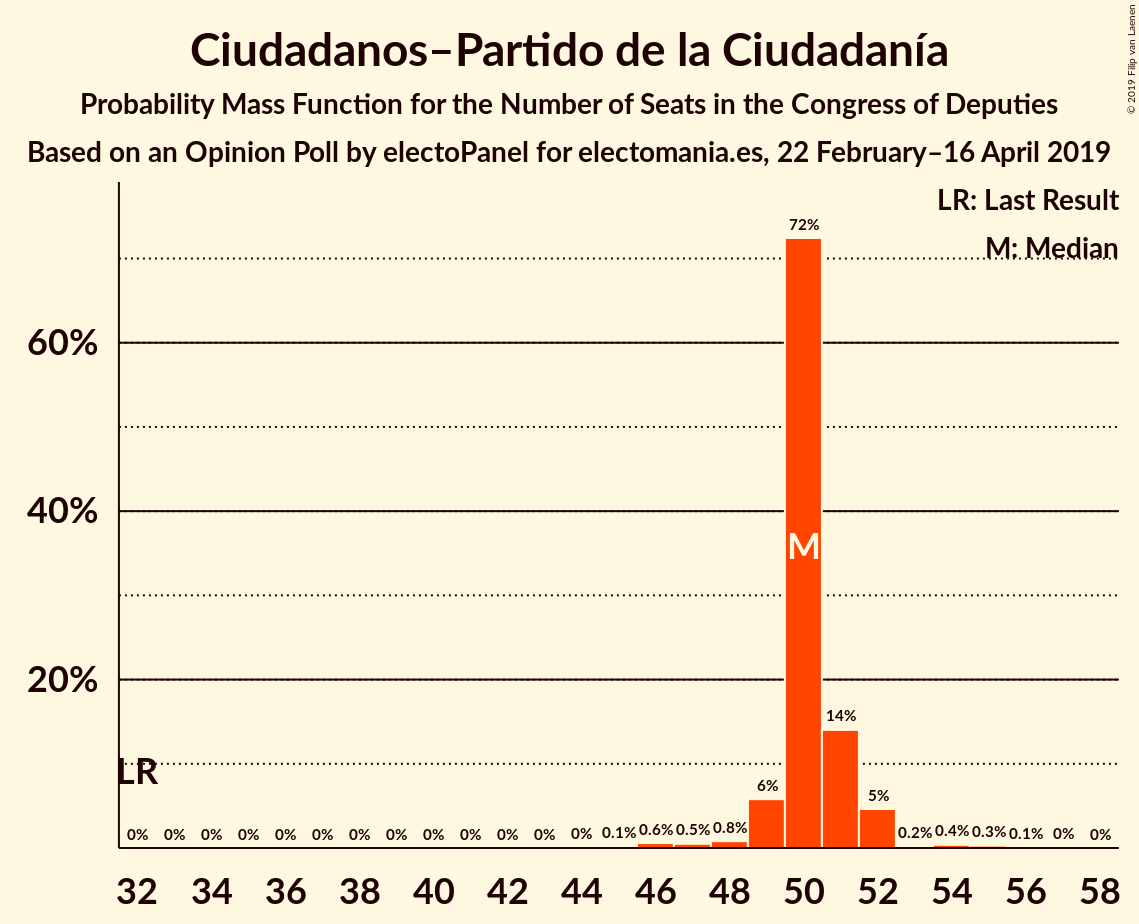 Ciudadanos–Partido de la Ciudadanía
Probability Mass Function for the Number of Seats in the Congress of Deputies
Based on an Opinion Poll by electoPanel for electomania.es, 22 February–16 April 2019
© 2019 Filip van Laenen
LR: Last Result
M: Median
60%
40%
20%
LR
M
0% 0% 0% 0% 0% 0% 0% 0% 0% 0% 0% 0% 0% 0.1% 0.6% 0.5% 0.8% 6% 72% 14% 5% 0.2% 0.4% 0.3% 0.1% 0% 0%
32 34 36 38 40 42 44 46 48 50 52 54 56 58